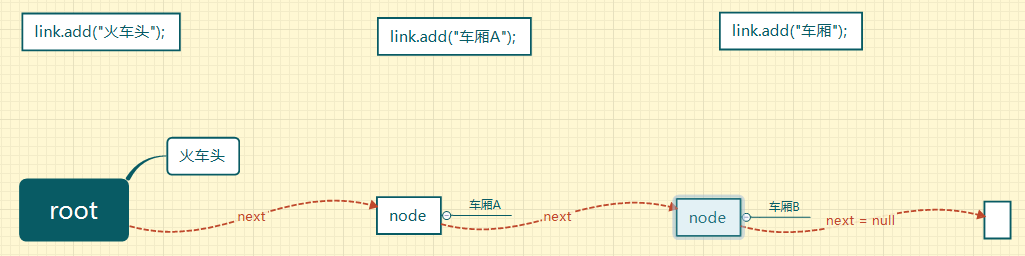 link.add("火车头");
link.add("车厢A");
link.add("车厢");
火车头
root
next
node
车厢A
next
node
车厢B
next = null